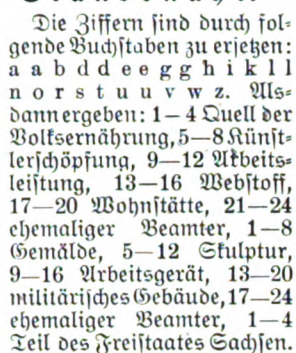 Die Ziffern sind durch fol-
gende Buchstaben zu ersetzen:
a a b d d e e g g h i k l l
n o r s t u u v w z. Als-
dann ergeben: 1—4 Quell der
Volksernährung, 5—8 Künst-
lerschöpfung, 9—12 Arbeits-
leistung, 13—16 Webstoff,
17—20 Wohnstätte, 21—24
ehemaliger Beamter, 1—8
Gemälde, 5—12 Skulptur,
9—16 Arbeitsgerät, 13—20
militärisches Gebäude, 17—24
ehemaliger Beamter, 1—4
Teil des Freistaates Sachsen.